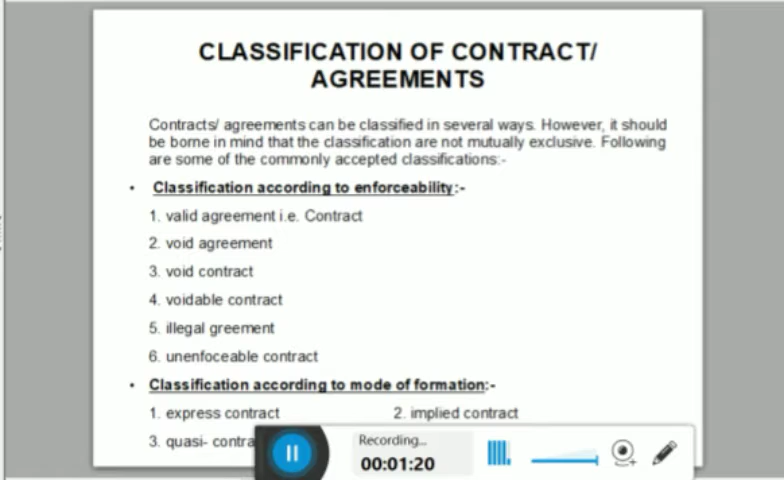 CLASSIFICATION OF CONTRACT/
AGREEMENTS
Contracts/ agreements can be classified in several ways. However, it should
be borne in mind that the classification are not mutually exclusive. Following
are some of the commonly accepted classifications:-
• Classification according to enforceability:-
1. valid agreement i.e. Contract
2. void agreement
3. void contract
4. voidable contract
5. illegal greement
6. unenfoceable contract
• Classification according to mode of formation:-
1. express contract 2. implied contract
3. quasi- contra
Recording...
00:01:20